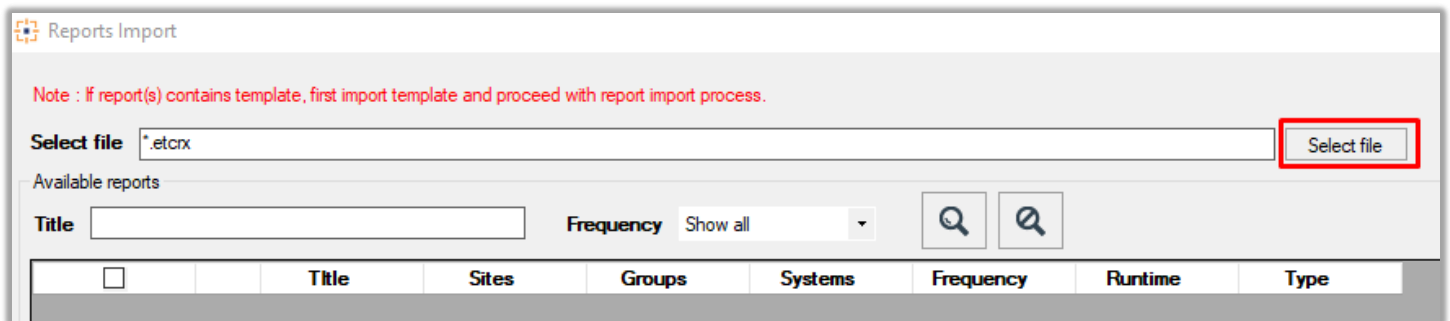 Reports Import
Note : If report(s) contains template, first import template and proceed with report import process.
Select file *.etcrx Select file
Available reports
Title Frequency Show all
TItle Sites Groups Systems Frequency Runtime Type